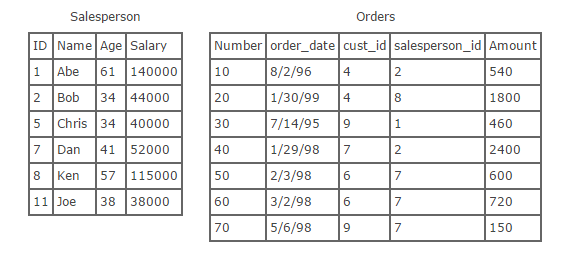 Salesperson
ID Name Age Salary
1 Abe 61 140000
2 Bob 34 44000
5 Chris 34 40000
7 Dan 41 52000
8 Ken 57 115000
11 Joe 38 38000
Orders
Number order_date cust_id salesperson_id Amount
10 8/2/96 4 2 540
20 1/30/99 4 8 1800
30 7/14/95 9 1 460
40 1/29/98 7 2 2400
50 2/3/98 6 7 600
60 3/2/98 6 7 720
70 5/6/98 9 7 150